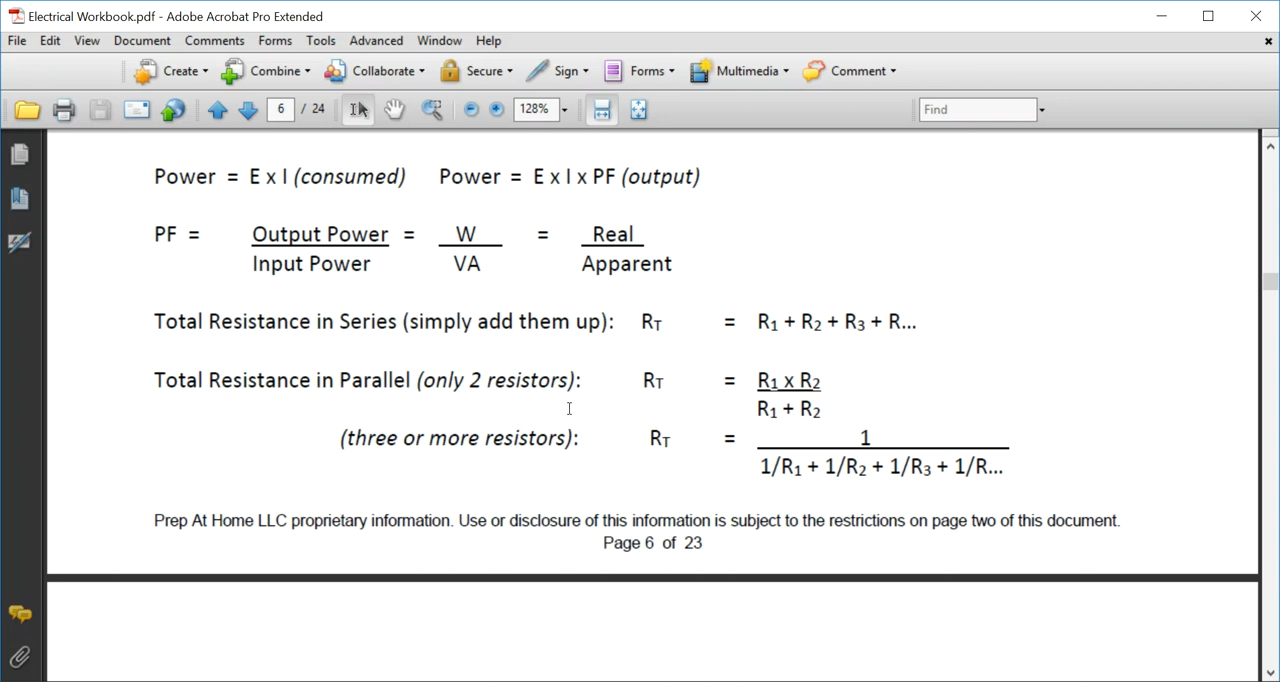 Electrical Workbook.pdf - Adobe Acrobat Pro Extended
File Edit View Document Comments Forms Tools Advanced Window Help
Create Combine Collaborate Secure Sign Forms Multimedia Comment
6 / 24 128% Find
Power = E x I (consumed) Power = E x I x PF (output)
PF = Output Power = W = Real
Input Power VA Apparent
Total Resistance in Series (simply add them up): RT = R1 + R2 + R3 + R...
Total Resistance in Parallel (only 2 resistors): RT = R1 x R2
R1 + R2
(three or more resistors): RT = 1
1/R1 + 1/R2 + 1/R3 + 1/R...
Prep At Home LLC proprietary information. Use or disclosure of this information is subject to the restrictions on page two of this document.
Page 6 of 23